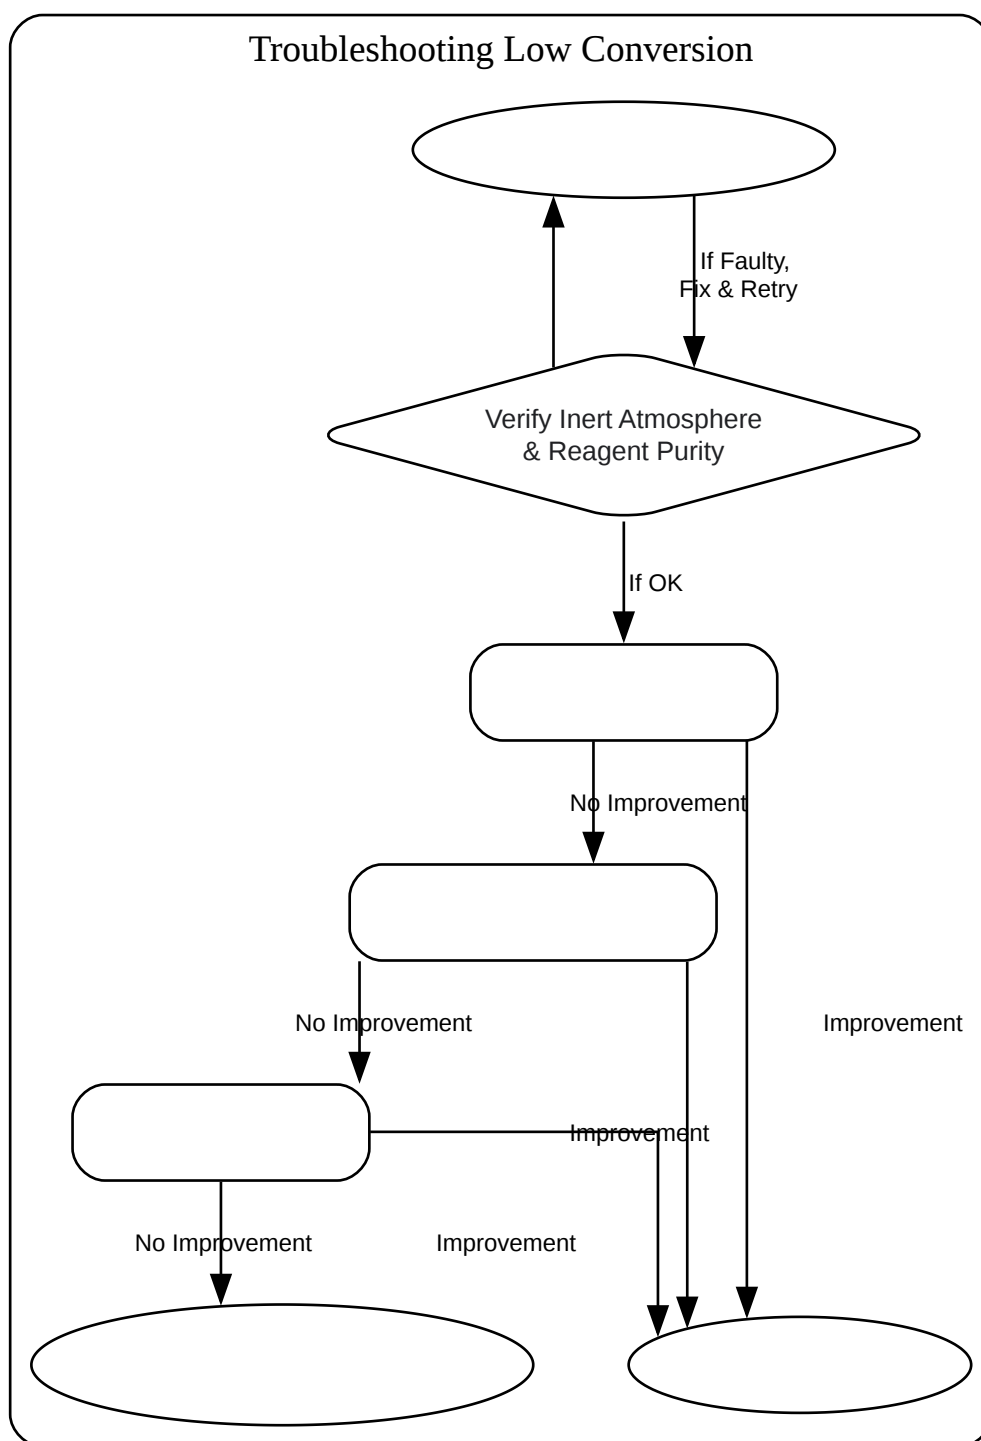 Troubleshooting Low Conversion
If Faulty,
Fix & Retry
Verify Inert Atmosphere
& Reagent Purity
If OK
No Improvement
No Improvement
Improvement
Improvement
No Improvement
Improvement